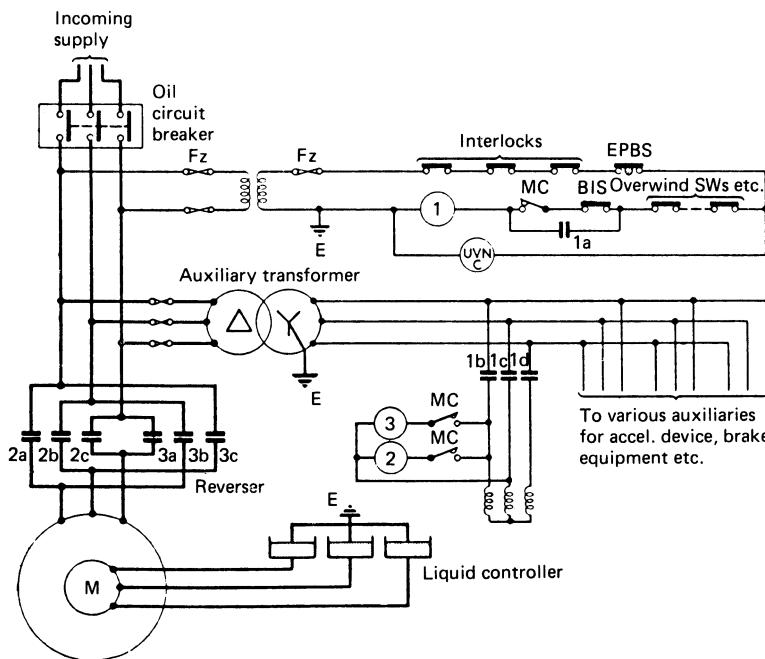 Incoming
supply
Oil
circuit
breaker
Fz
Fz
Interlocks
EPBS
MC
BIS
Overwind SWs etc.
1
1a
E
UVN
C
Auxiliary transformer
E
1b 1c 1d
MC
3
MC
2
To various auxiliaries
for accel. device, brake
equipment etc.
2a
2b
2c
3a
3b
3c
Reverser
E
Liquid controller
M